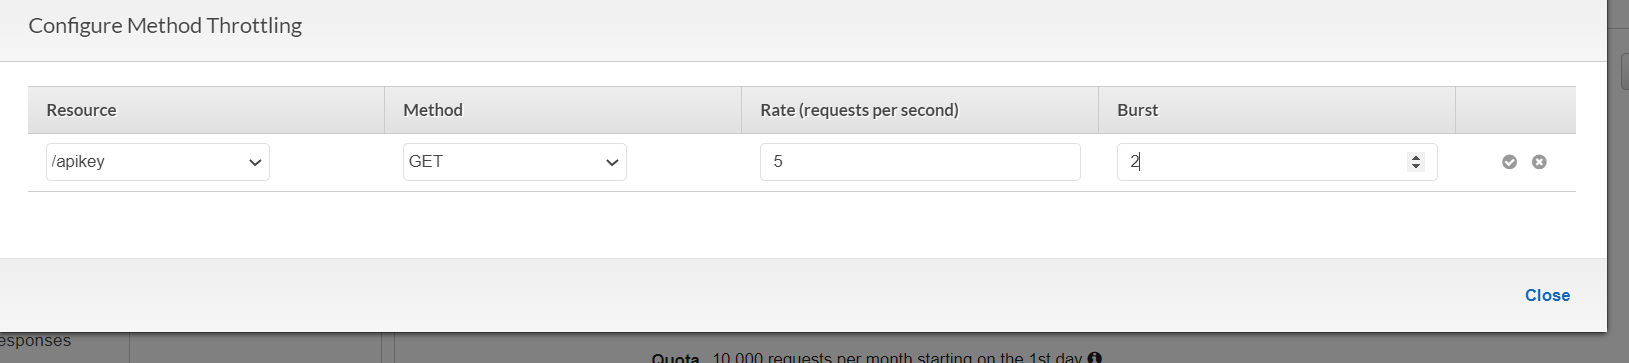 Configure Method Throttling
Resource Method Rate (requests per second) Burst
/apikey GET 5 2
Close
esponses
Quota 10,000 requests per month starting on the 1st day